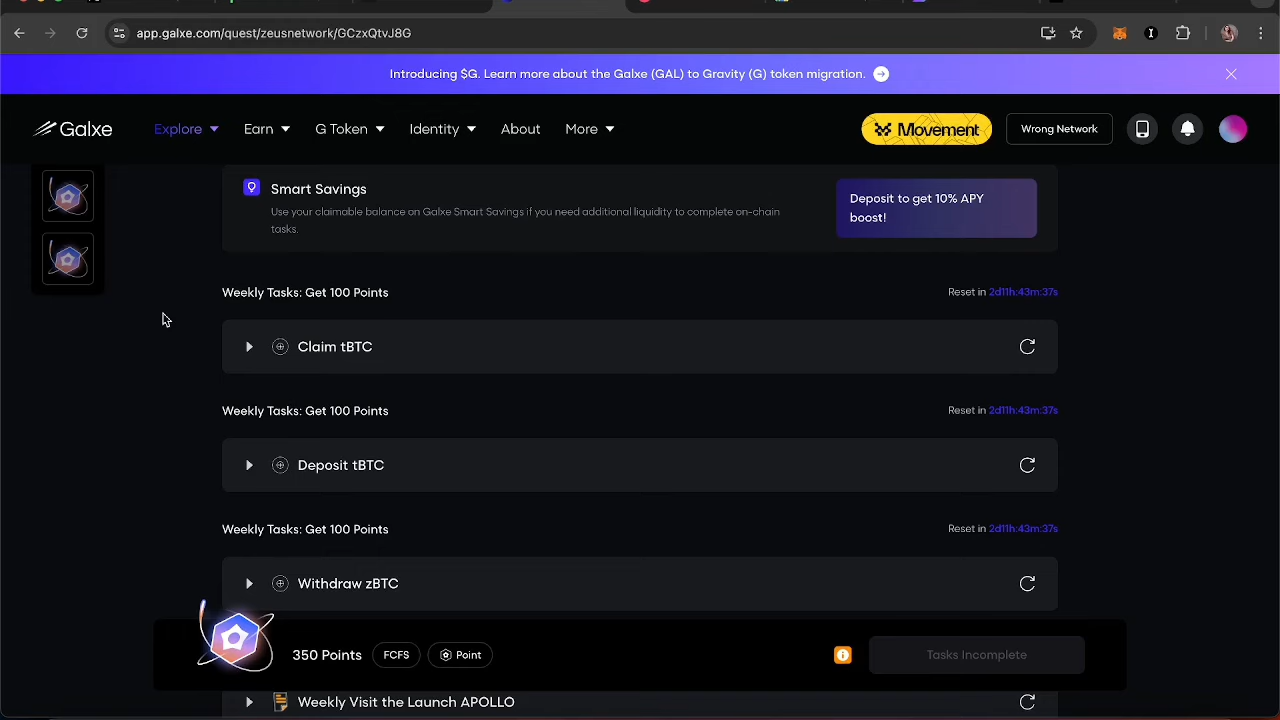 app.galxe.com/quest/zeusnetwork/GCzxQtvJ8G
Introducing $G. Learn more about the Galxe (GAL) to Gravity (G) token migration.
Galxe
Explore
Earn
G Token
Identity
About
More
Movement
Wrong Network
Smart Savings
Use your claimable balance on Galxe Smart Savings if you need additional liquidity to complete on-chain
tasks.
Deposit to get 10% APY
boost!
Weekly Tasks: Get 100 Points
Reset in 2d11h:43m:37s
Claim tBTC
Weekly Tasks: Get 100 Points
Reset in 2d11h:43m:37s
Deposit tBTC
Weekly Tasks: Get 100 Points
Reset in 2d11h:43m:37s
Withdraw zBTC
350 Points
FCFS
Point
Tasks Incomplete
Weekly Visit the Launch APOLLO